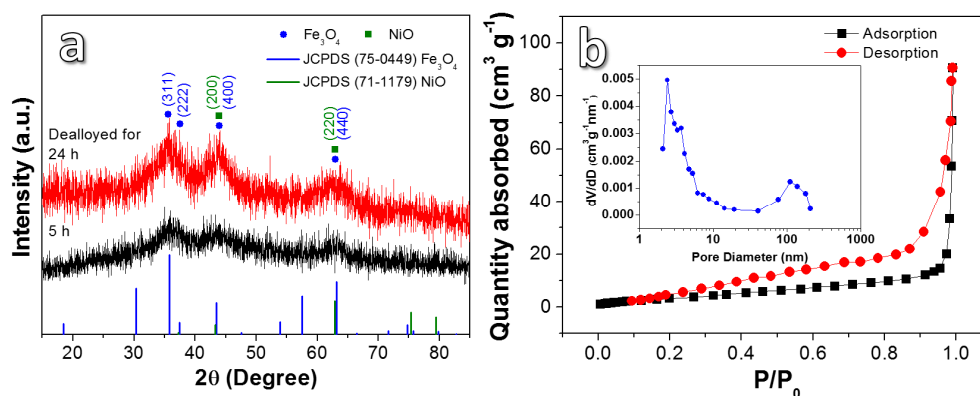 a
Fe₃O₄
NiO
JCPDS (75-0449) Fe₃O₄
JCPDS (71-1179) NiO
(311)
(222)
(200)
(400)
(220)
(440)
Dealloyed for
24 h
5 h
Intensity (a.u.)
20 30 40 50 60 70 80
2θ (Degree)
b
Adsorption
Desorption
Quantity absorbed (cm³ g⁻¹)
100
80
60
40
20
0
0.0 0.2 0.4 0.6 0.8 1.0
P/P₀
dV/dD (cm³ g⁻¹ nm⁻¹)
0.005
0.004
0.003
0.002
0.001
0.000
1 10 100 1000
Pore Diameter (nm)